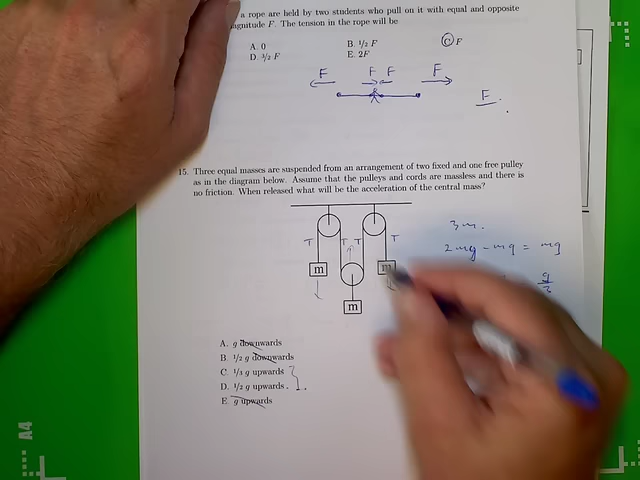 a rope are held by two students who pull on it with equal and opposite
magnitude F. The tension in the rope will be
A. 0 B. 1/2 F C F
D. 3/2 F E. 2F
F F F F
F
15. Three equal masses are suspended from an arrangement of two fixed and one free pulley
as in the diagram below. Assume that the pulleys and cords are massless and there is
no friction. When released what will be the acceleration of the central mass?
3m.
T T T T
2mg - mg = mg
m m
g/3
m
A. g downwards
B. 1/2 g downwards
C. 1/3 g upwards
D. 1/2 g upwards.
E. g upwards
A4